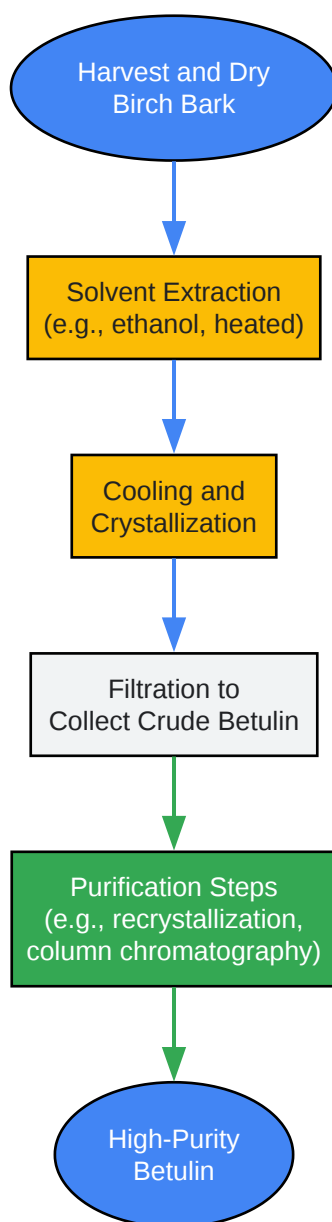 Harvest and Dry
Birch Bark
Solvent Extraction
(e.g., ethanol, heated)
Cooling and
Crystallization
Filtration to
Collect Crude Betulin
Purification Steps
(e.g., recrystallization,
column chromatography)
High-Purity
Betulin